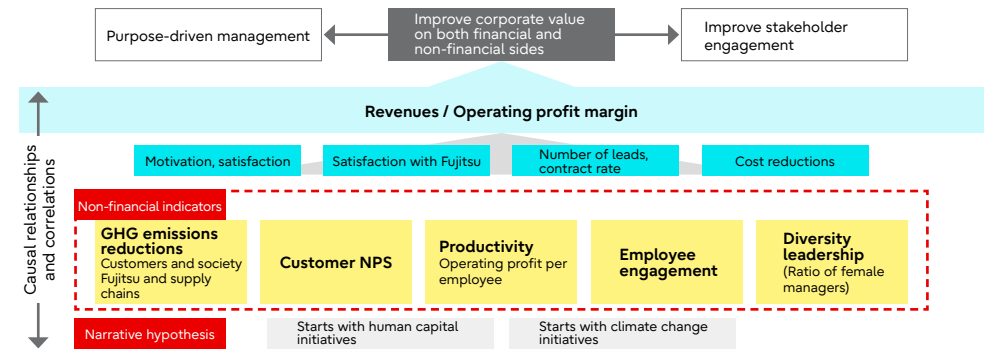 Purpose-driven management
Improve corporate value
on both financial and
non-financial sides
Improve stakeholder
engagement
Revenues / Operating profit margin
Causal relationships
and correlations
Motivation, satisfaction
Satisfaction with Fujitsu
Number of leads,
contract rate
Cost reductions
Non-financial indicators
GHG emissions
reductions
Customers and society
Fujitsu and supply
chains
Customer NPS
Productivity
Operating profit per
employee
Employee
engagement
Diversity
leadership
(Ratio of female
managers)
Narrative hypothesis
Starts with human capital
initiatives
Starts with climate change
initiatives